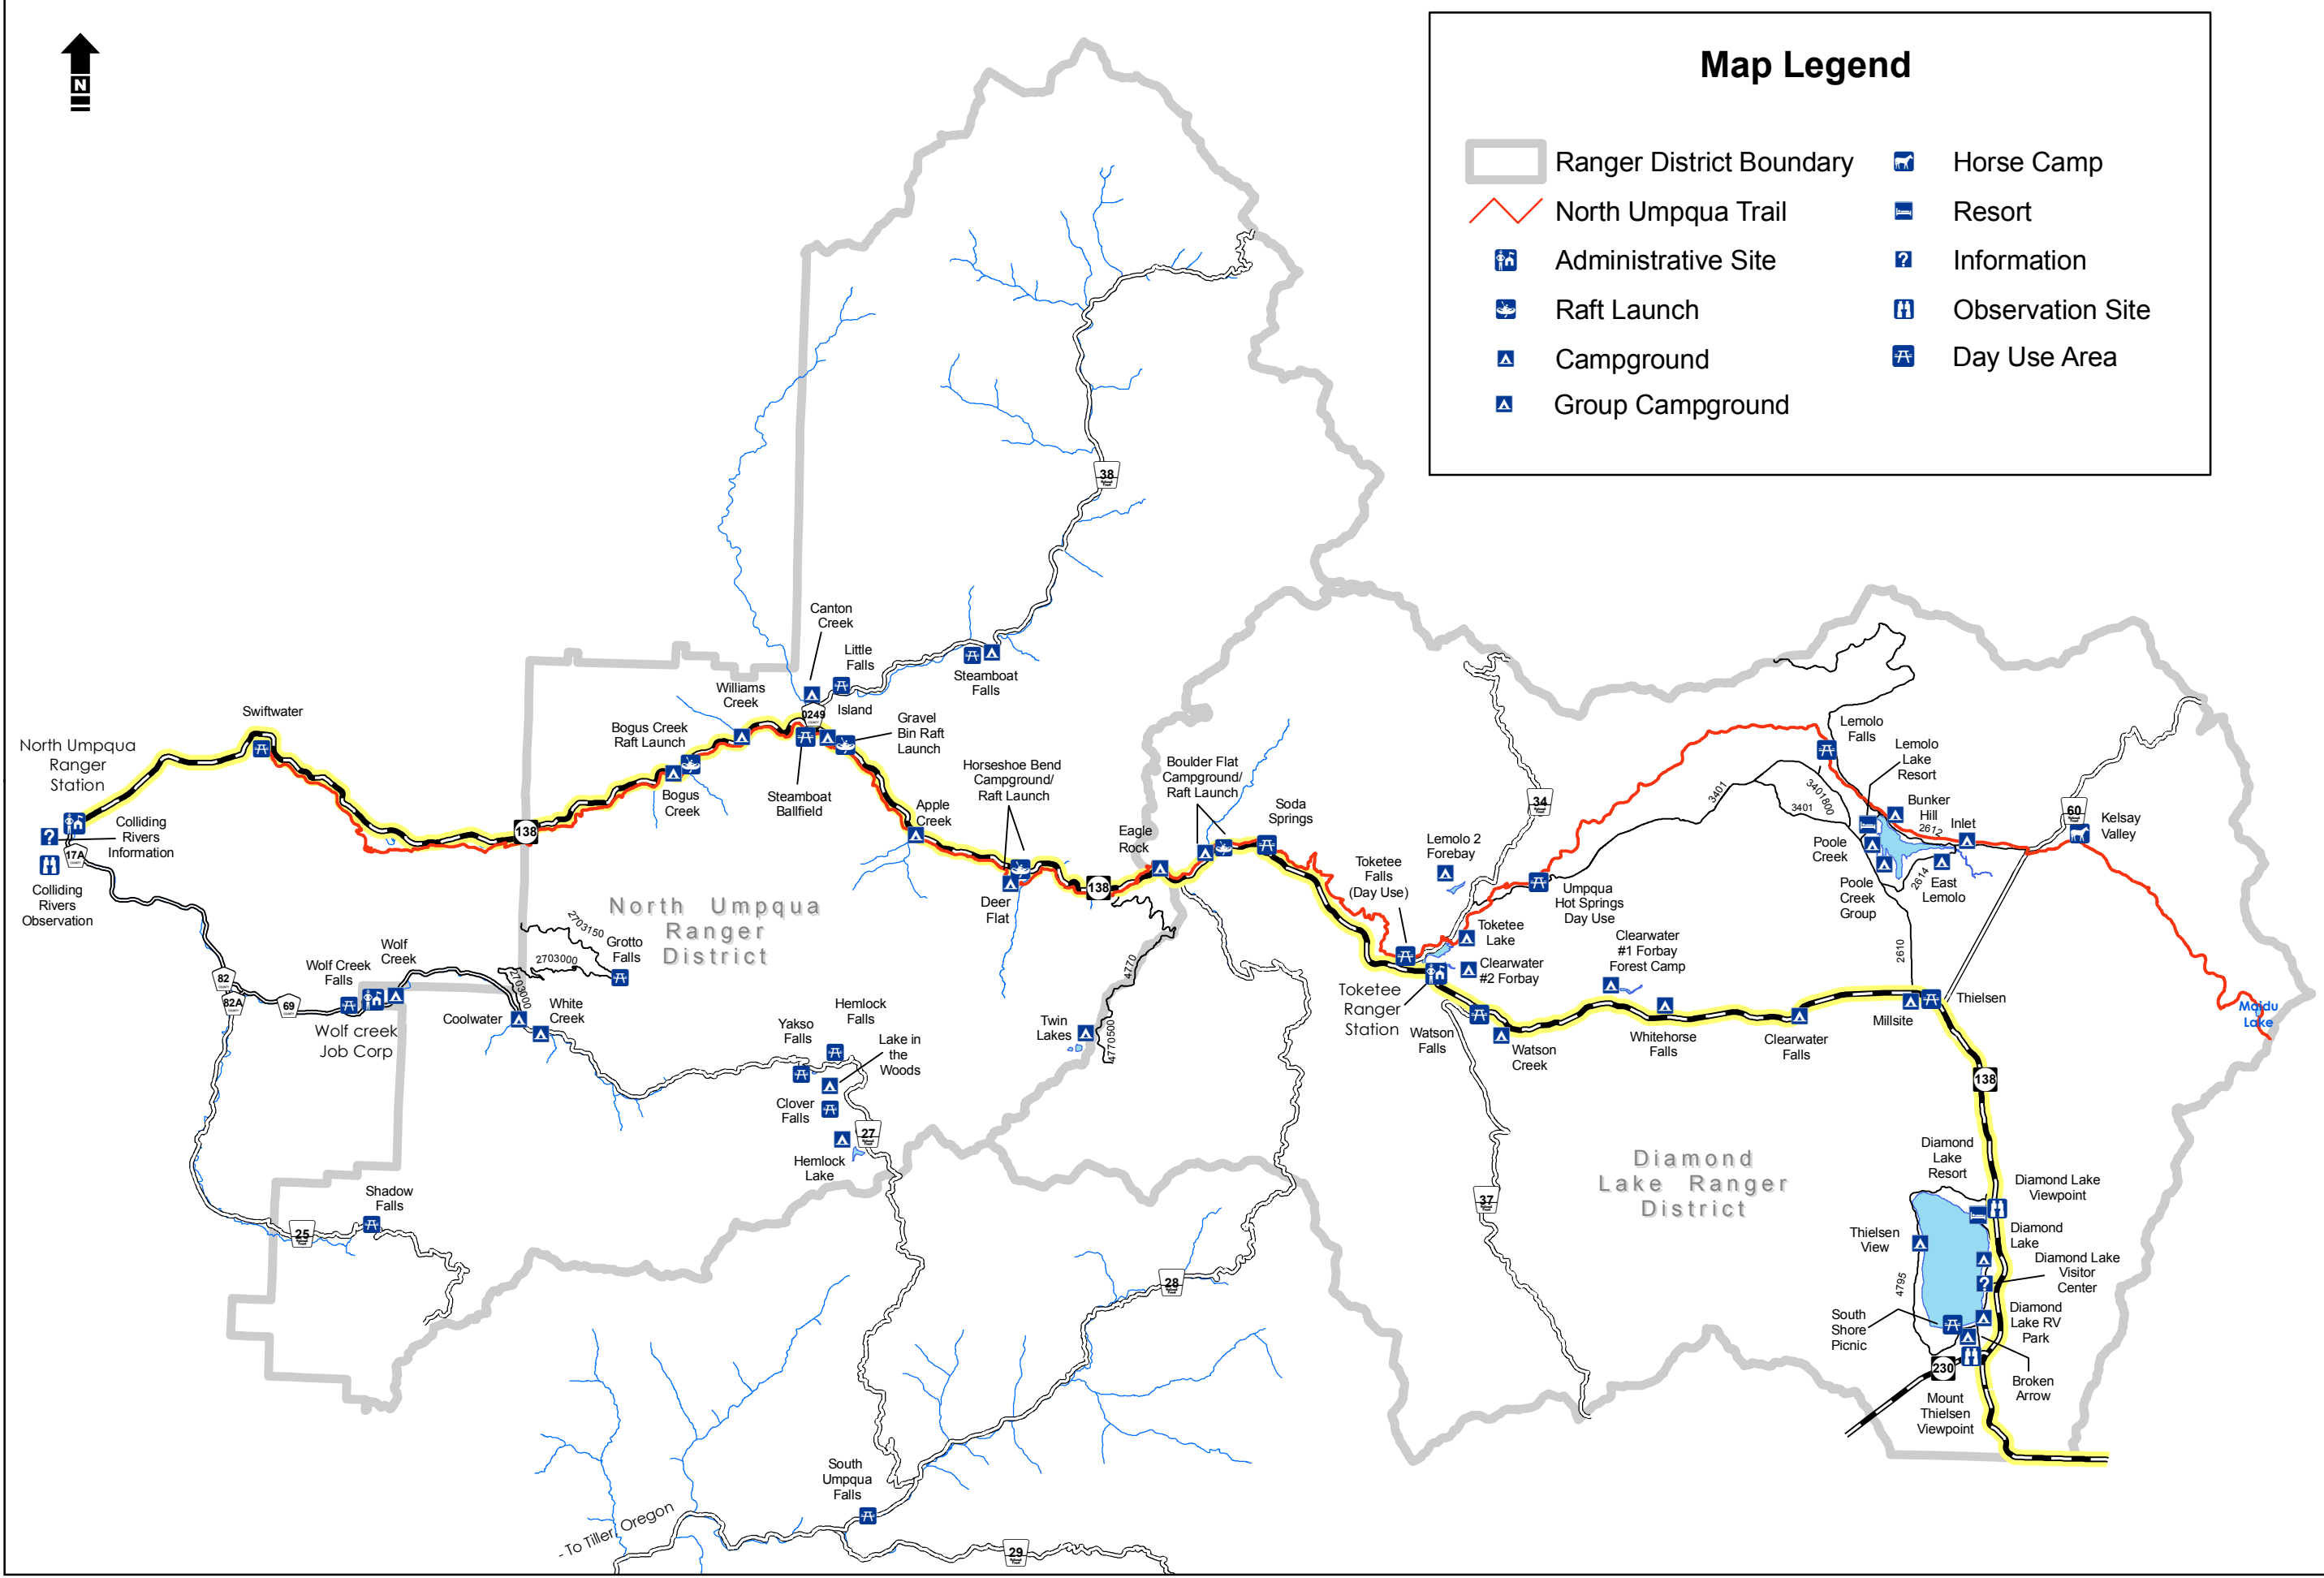 N
Map Legend
Ranger District Boundary
North Umpqua Trail
Administrative Site
Raft Launch
Campground
Group Campground
Horse Camp
Resort
Information
Observation Site
Day Use Area
38
Canton
Creek
Little
Falls
Steamboat
Falls
Williams
Creek
0249
Island
Gravel
Bin Raft
Launch
Bogus Creek
Raft Launch
Bogus
Creek
Steamboat
Ballfield
Swiftwater
North Umpqua
Ranger
Station
Colliding
Rivers
Information
17A
Colliding
Rivers
Observation
138
Horseshoe Bend
Campground/
Raft Launch
Apple
Creek
Deer
Flat
138
Eagle
Rock
Boulder Flat
Campground/
Raft Launch
Soda
Springs
North Umpqua
Ranger
District
2703150
Grotto
Falls
2703000
2703000
Wolf
Creek
Wolf Creek
Falls
Wolf creek
Job Corp
82
82A
69
Coolwater
White
Creek
Hemlock
Falls
Yakso
Falls
Lake in
the
Woods
Clover
Falls
27
Hemlock
Lake
Twin
Lakes
4770
4770500
Shadow
Falls
25
28
South
Umpqua
Falls
- To Tiller, Oregon
29
34
Lemolo 2
Forebay
Toketee
Falls
(Day Use)
Umpqua
Hot Springs
Day Use
Toketee
Lake
Clearwater
#2 Forbay
Clearwater
#1 Forbay
Forest Camp
Toketee
Ranger
Station
Watson
Falls
Watson
Creek
Whitehorse
Falls
Clearwater
Falls
Millsite
Thielsen
3401
3401
3401800
Lemolo
Falls
Lemolo
Lake
Resort
Bunker
Hill
2612
Inlet
60
Kelsay
Valley
Poole
Creek
Poole
Creek
Group
2614
East
Lemolo
2610
Maidu
Lake
138
37
Diamond
Lake Ranger
District
Diamond
Lake
Resort
Diamond Lake
Viewpoint
Thielsen
View
Diamond
Lake
Diamond Lake
Visitor
Center
4795
South
Shore
Picnic
Diamond
Lake RV
Park
230
Mount
Thielsen
Viewpoint
Broken
Arrow